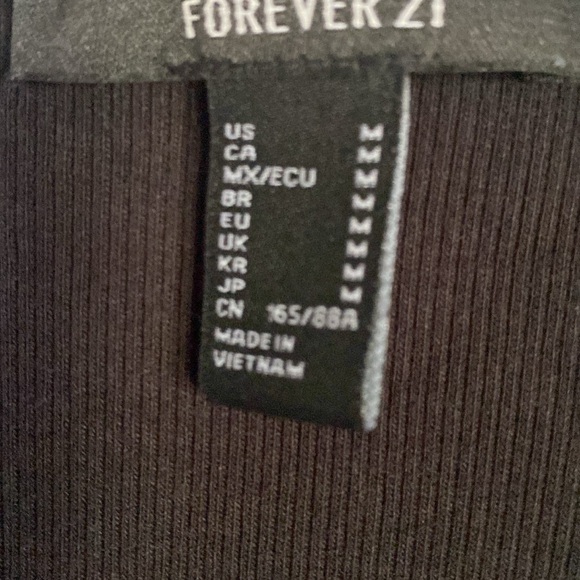 FOREVER 21
US M
CA M
MX/ECU M
BR M
EU M
UK M
KR M
JP M
CN 165/88A
MADE IN
VIETNAM